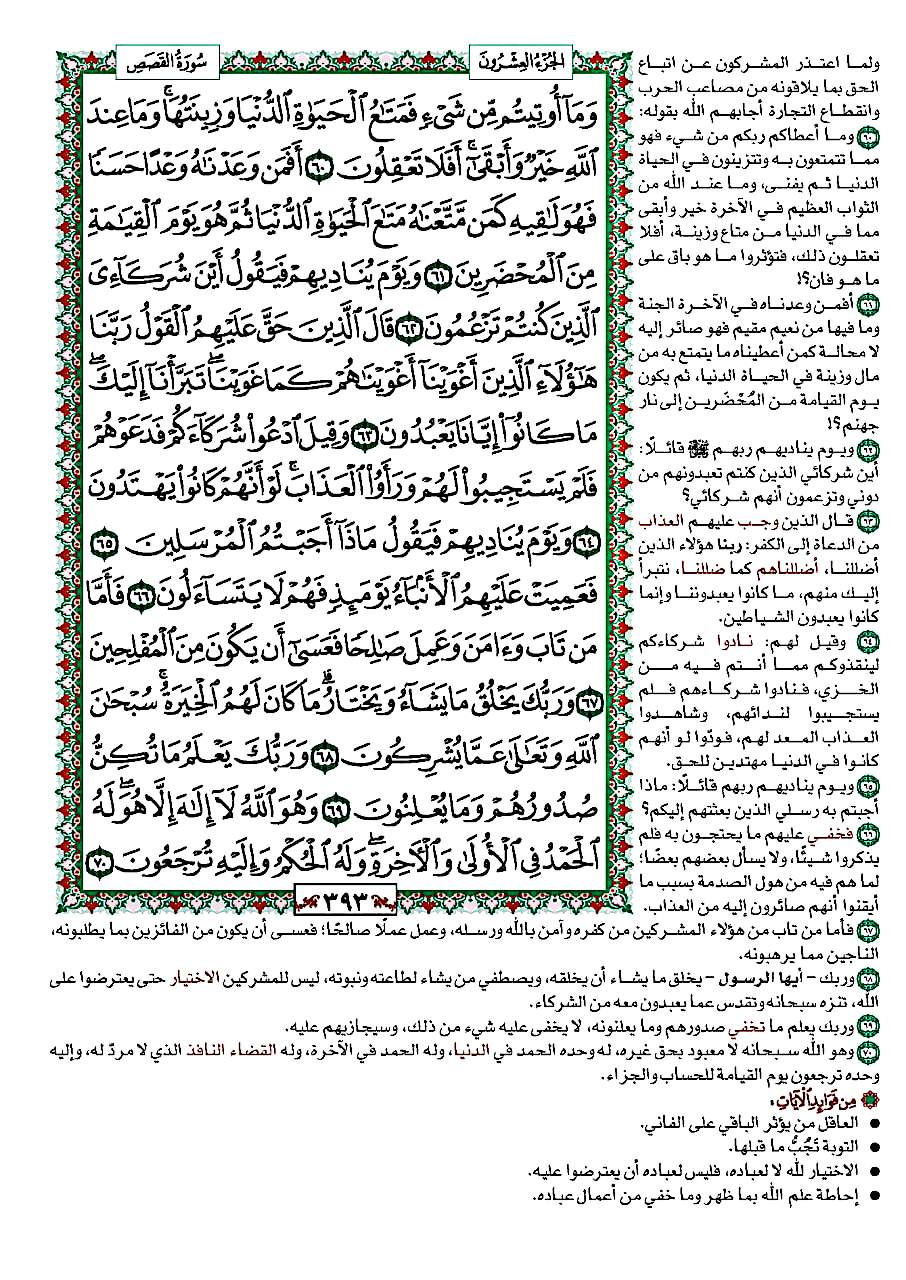 سُورَةُ القَصَصِ
الجُزْءُ العِشْرُونَ
وَمَآ أُوتِيتُم مِّن شَىْءٍ فَمَتَٰعُ ٱلْحَيَوٰةِ ٱلدُّنْيَا وَزِينَتُهَا ۚ وَمَا عِندَ
ٱللَّهِ خَيْرٌ وَأَبْقَىٰٓ ۚ أَفَلَا تَعْقِلُونَ ٦٠ أَفَمَن وَعَدْنَٰهُ وَعْدًا حَسَنًا
فَهُوَ لَٰقِيهِ كَمَن مَّتَّعْنَٰهُ مَتَٰعَ ٱلْحَيَوٰةِ ٱلدُّنْيَا ثُمَّ هُوَ يَوْمَ ٱلْقِيَٰمَةِ
مِنَ ٱلْمُحْضَرِينَ ٦١ وَيَوْمَ يُنَادِيهِمْ فَيَقُولُ أَيْنَ شُرَكَآءِىَ
ٱلَّذِينَ كُنتُمْ تَزْعُمُونَ ٦٢ قَالَ ٱلَّذِينَ حَقَّ عَلَيْهِمُ ٱلْقَوْلُ رَبَّنَا
هَٰٓؤُلَآءِ ٱلَّذِينَ أَغْوَيْنَآ أَغْوَيْنَٰهُمْ كَمَا غَوَيْنَا ۖ تَبَرَّأْنَآ إِلَيْكَ ۖ
مَا كَانُوٓا۟ إِيَّانَا يَعْبُدُونَ ٦٣ وَقِيلَ ٱدْعُوا۟ شُرَكَآءَكُمْ فَدَعَوْهُمْ
فَلَمْ يَسْتَجِيبُوا۟ لَهُمْ وَرَأَوُا۟ ٱلْعَذَابَ ۚ لَوْ أَنَّهُمْ كَانُوا۟ يَهْتَدُونَ
٦٤ وَيَوْمَ يُنَادِيهِمْ فَيَقُولُ مَاذَآ أَجَبْتُمُ ٱلْمُرْسَلِينَ ٦٥
فَعَمِيَتْ عَلَيْهِمُ ٱلْأَنۢبَآءُ يَوْمَئِذٍ فَهُمْ لَا يَتَسَآءَلُونَ ٦٦ فَأَمَّا
مَن تَابَ وَءَامَنَ وَعَمِلَ صَٰلِحًا فَعَسَىٰٓ أَن يَكُونَ مِنَ ٱلْمُفْلِحِينَ
٦٧ وَرَبُّكَ يَخْلُقُ مَا يَشَآءُ وَيَخْتَارُ ۗ مَا كَانَ لَهُمُ ٱلْخِيَرَةُ ۚ سُبْحَٰنَ
ٱللَّهِ وَتَعَٰلَىٰ عَمَّا يُشْرِكُونَ ٦٨ وَرَبُّكَ يَعْلَمُ مَا تُكِنُّ
صُدُورُهُمْ وَمَا يُعْلِنُونَ ٦٩ وَهُوَ ٱللَّهُ لَآ إِلَٰهَ إِلَّا هُوَ ۖ لَهُ
ٱلْحَمْدُ فِى ٱلْأُولَىٰ وَٱلْءَاخِرَةِ ۖ وَلَهُ ٱلْحُكْمُ وَإِلَيْهِ تُرْجَعُونَ ٧٠
٣٩٣
ولما اعتذر المشركون عن اتباع
الحق بما يلاقونه من مصاعب الحرب
وانقطاع التجارة أجابهم الله بقوله:
٦٠ وما أعطاكم ربكم من شيء فهو
مما تتمتعون به وتتزينون في الحياة
الدنيا ثم يفنى، وما عند الله من
الثواب العظيم في الآخرة خير وأبقى
مما في الدنيا من متاع وزينة، أفلا
تعقلون ذلك، فتؤثروا ما هو باق على
ما هو فان؟!
٦١ أفمن وعدناه في الآخرة الجنة
وما فيها من نعيم مقيم فهو صائر إليه
لا محالة كمن أعطيناه ما يتمتع به من
مال وزينة في الحياة الدنيا، ثم يكون
يوم القيامة من المُحْضَرين إلى نار
جهنم؟!
٦٢ ويوم يناديهم ربهم ﷻ قائلًا:
أين شركائي الذين كنتم تعبدونهم من
دوني وتزعمون أنهم شركائي؟
٦٣ قال الذين وجب عليهم العذاب
من الدعاة إلى الكفر: ربنا هؤلاء الذين
أضللنا، أضللناهم كما ضللنا، نتبرأ
إليك منهم، ما كانوا يعبدوننا وإنما
كانوا يعبدون الشياطين.
٦٤ وقيل لهم: نادوا شركاءكم
لينقذوكم مما أنتم فيه من
الخزي، فنادوا شركاءهم فلم
يستجيبوا لندائهم، وشاهدوا
العذاب المعد لهم، فودّوا لو أنهم
كانوا في الدنيا مهتدين للحق.
٦٥ ويوم يناديهم ربهم قائلًا: ماذا
أجبتم به رسلي الذين بعثتهم إليكم؟
٦٦ فخفي عليهم ما يحتجون به فلم
يذكروا شيئًا، ولا يسأل بعضهم بعضًا؛
لما هم فيه من هول الصدمة بسبب ما
أيقنوا أنهم صائرون إليه من العذاب.
٦٧ فأما من تاب من هؤلاء المشركين من كفره وآمن بالله ورسله، وعمل عملًا صالحًا؛ فعسى أن يكون من الفائزين بما يطلبونه،
الناجين مما يرهبونه.
٦٨ وربك – أيها الرسول – يخلق ما يشاء أن يخلقه، ويصطفي من يشاء لطاعته ونبوته، ليس للمشركين الاختيار حتى يعترضوا على
الله، تنزه سبحانه وتقدس عما يعبدون معه من الشركاء.
٦٩ وربك يعلم ما تخفي صدورهم وما يعلنونه، لا يخفى عليه شيء من ذلك، وسيجازيهم عليه.
٧٠ وهو الله سبحانه لا معبود بحق غيره، له وحده الحمد في الدنيا، وله الحمد في الآخرة، وله القضاء النافذ الذي لا مردّ له، وإليه
وحده ترجعون يوم القيامة للحساب والجزاء.
مِن فَوَائِدِ الْآيَاتِ:
● العاقل من يؤثر الباقي على الفاني.
● التوبة تَجُبُّ ما قبلها.
● الاختيار لله لا لعباده، فليس لعباده أن يعترضوا عليه.
● إحاطة علم الله بما ظهر وما خفي من أعمال عباده.